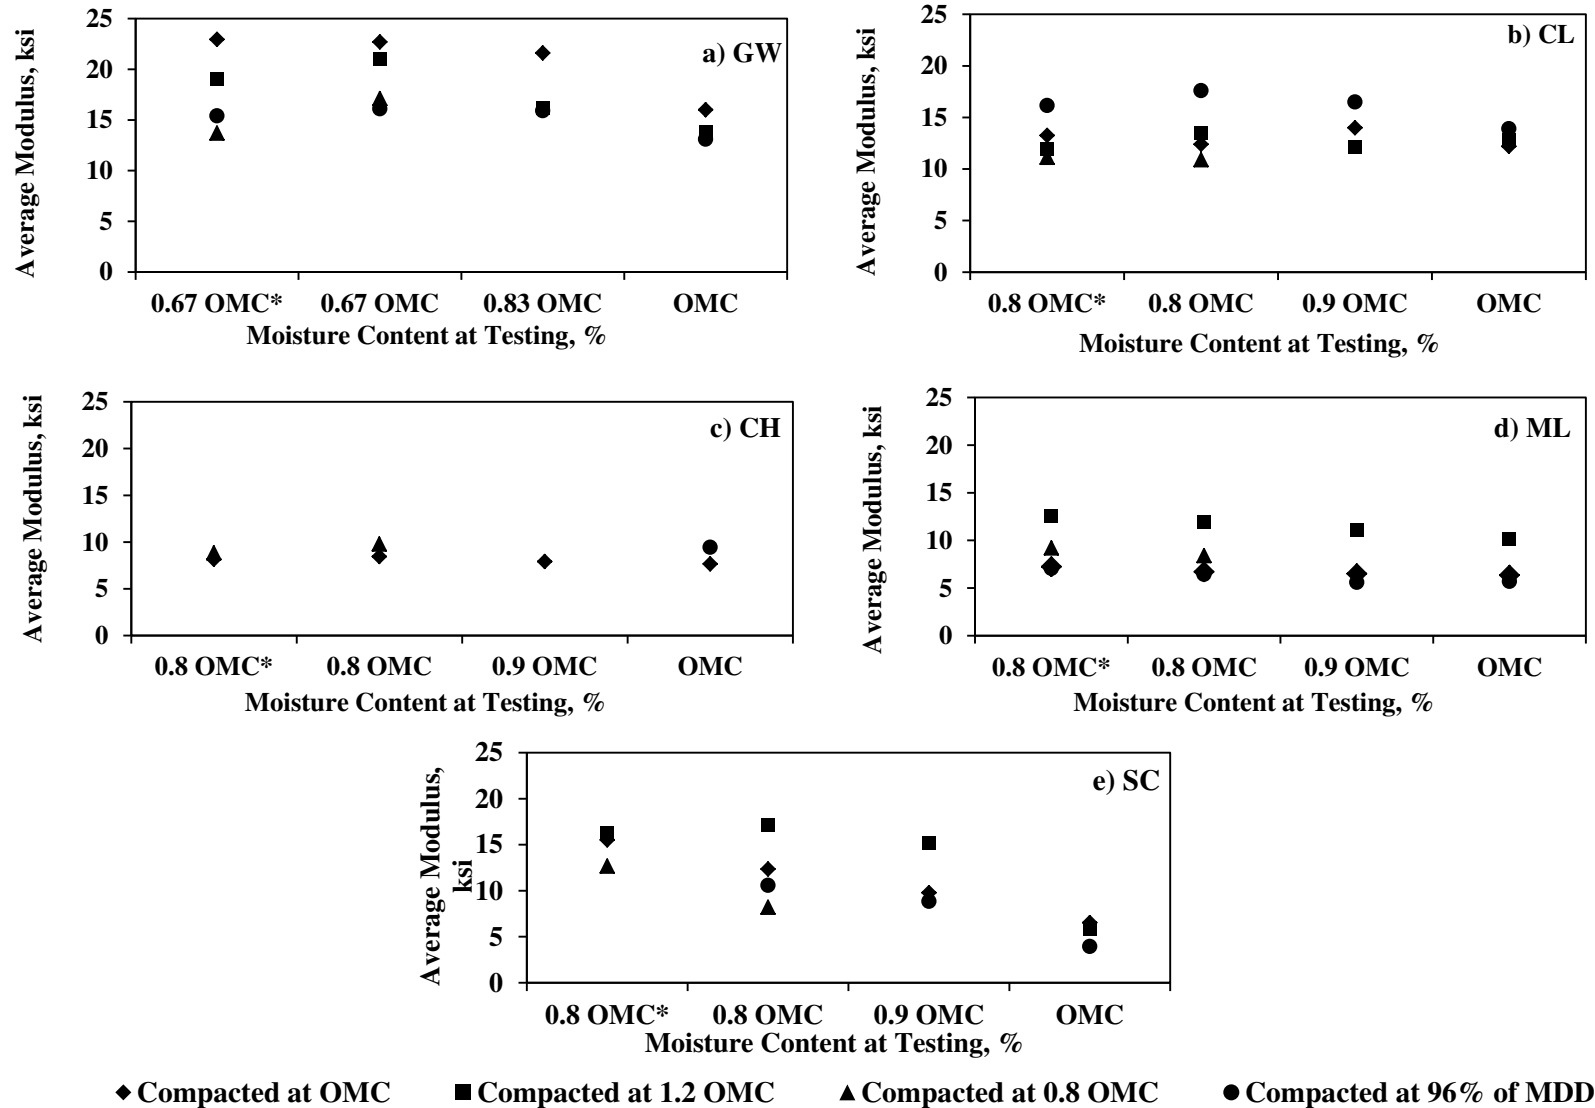 a) GW
Average Modulus, ksi
25
20
15
10
5
0
0.67 OMC* 0.67 OMC 0.83 OMC OMC
Moisture Content at Testing, %
b) CL
Average Modulus, ksi
25
20
15
10
5
0
0.8 OMC* 0.8 OMC 0.9 OMC OMC
Moisture Content at Testing, %
c) CH
Average Modulus, ksi
25
20
15
10
5
0
0.8 OMC* 0.8 OMC 0.9 OMC OMC
Moisture Content at Testing, %
d) ML
Average Modulus, ksi
25
20
15
10
5
0
0.8 OMC* 0.8 OMC 0.9 OMC OMC
Moisture Content at Testing, %
e) SC
Average Modulus,
ksi
25
20
15
10
5
0
0.8 OMC* 0.8 OMC 0.9 OMC OMC
Moisture Content at Testing, %
Compacted at OMC Compacted at 1.2 OMC Compacted at 0.8 OMC Compacted at 96% of MDD